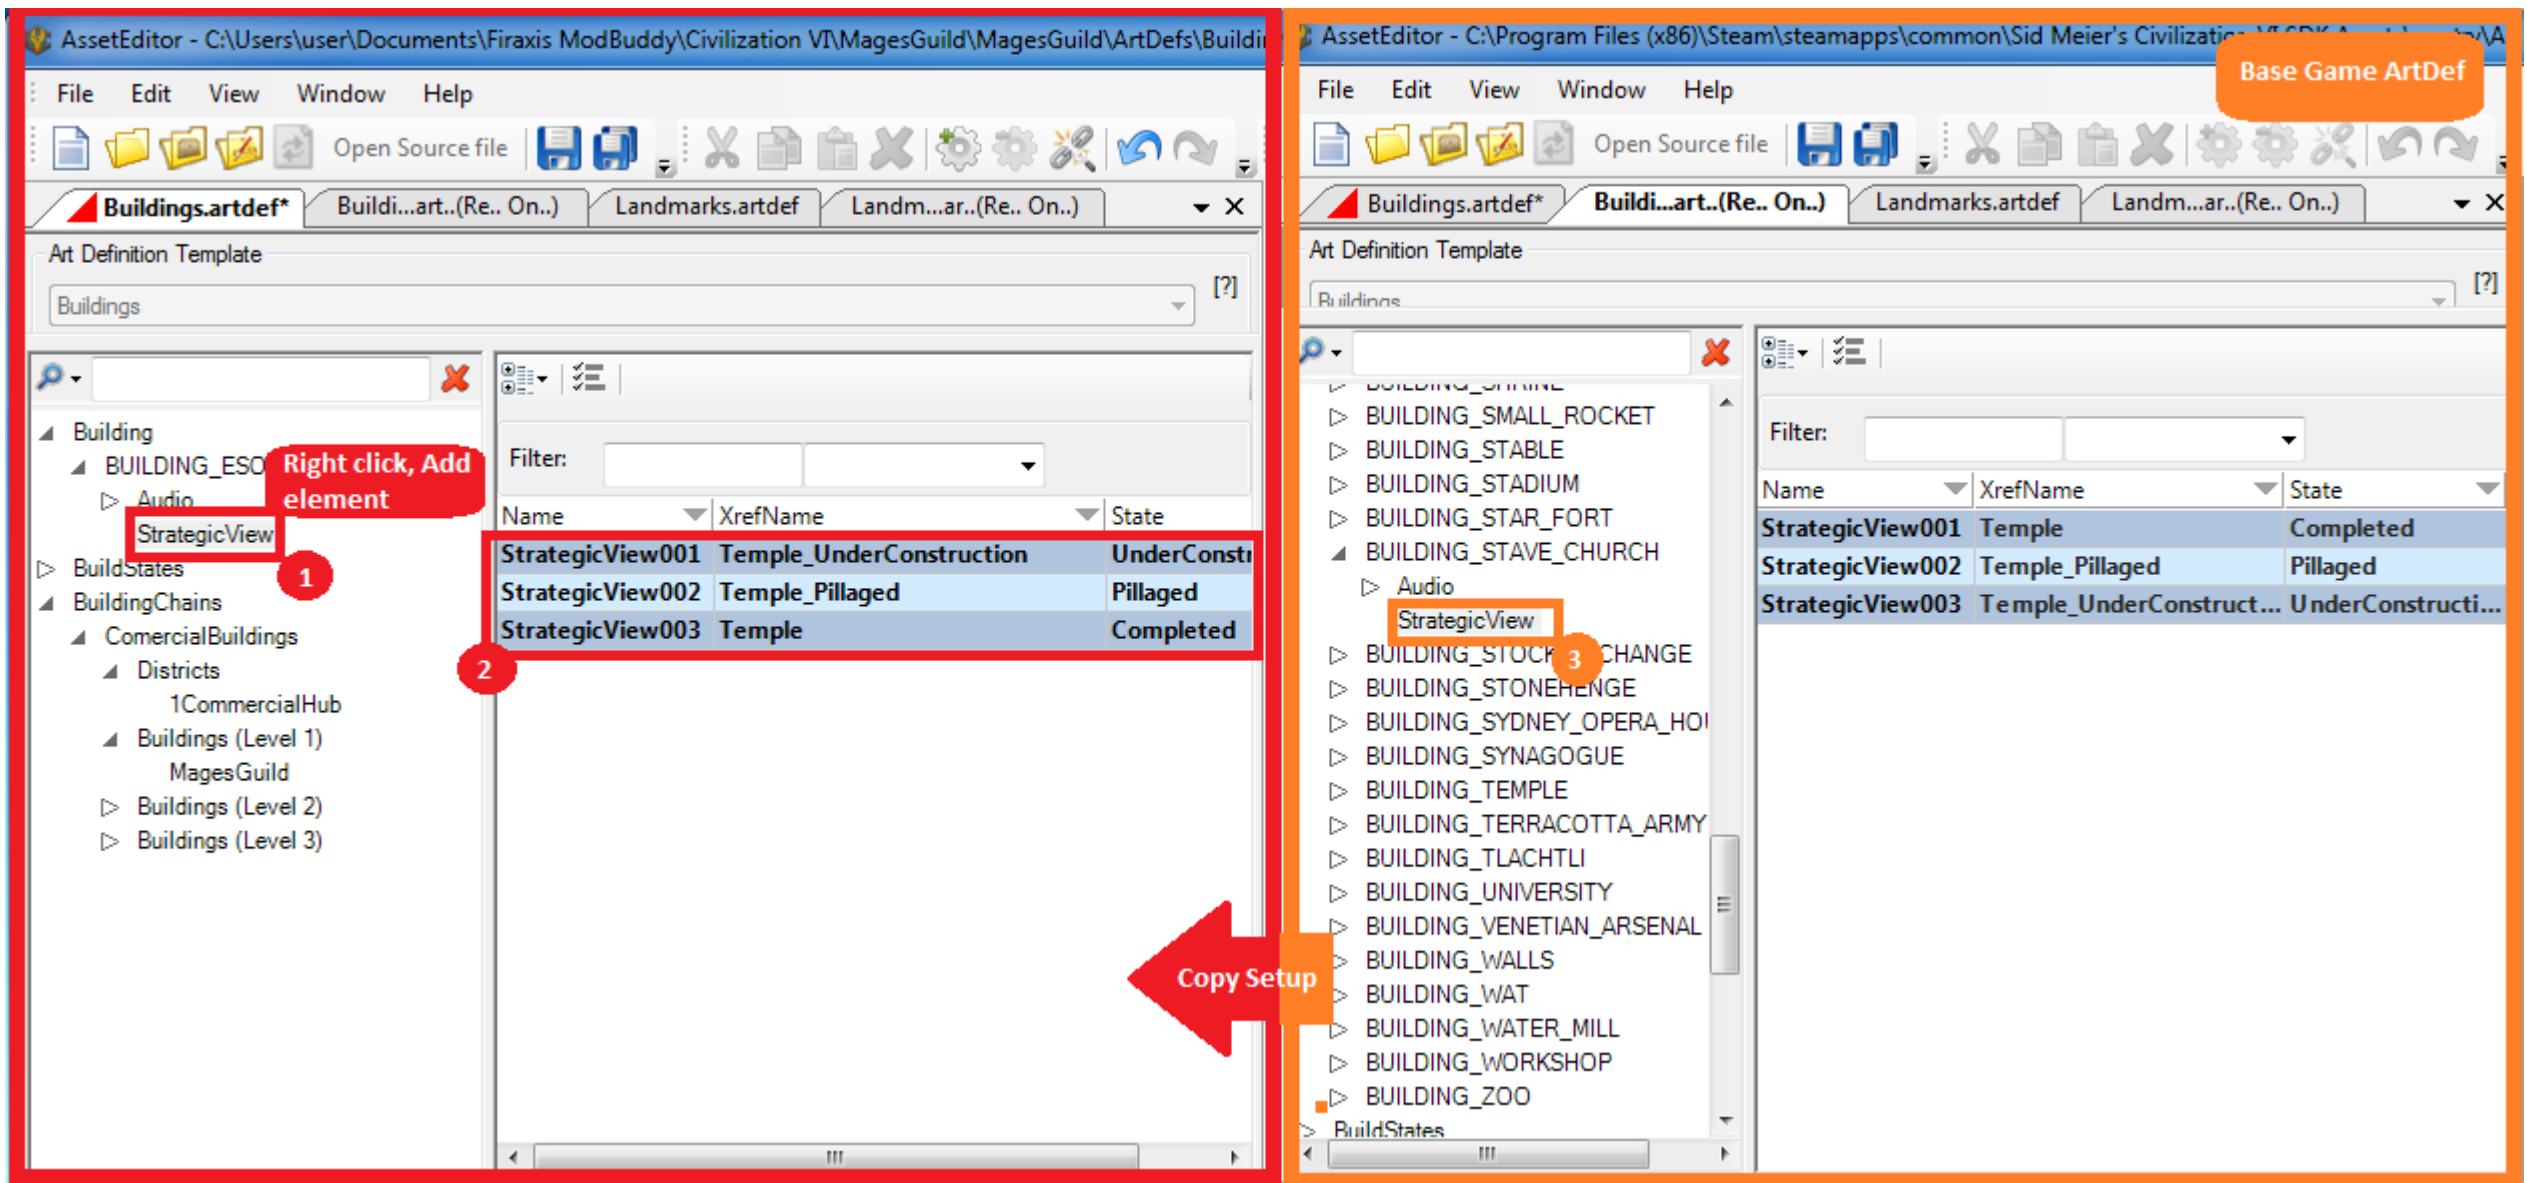 AssetEditor - C:\Users\user\Documents\Firaxis ModBuddy\Civilization VI\MagesGuild\MagesGuild\ArtDefs\Buildi
File Edit View Window Help
Open Source file
Buildings.artdef* Buildi...art..(Re.. On..) Landmarks.artdef Landm...ar..(Re.. On..)
Art Definition Template
[?]
Buildings
Building
BUILDING_ESO
Right click, Add
element
Audio
StrategicView
1
BuildStates
BuildingChains
ComercialBuildings
Districts
1CommercialHub
Buildings (Level 1)
MagesGuild
Buildings (Level 2)
Buildings (Level 3)
Filter:
Name XrefName State
StrategicView001 Temple_UnderConstruction UnderConstr
StrategicView002 Temple_Pillaged Pillaged
StrategicView003 Temple Completed
2
Copy Setup
AssetEditor - C:\Program Files (x86)\Steam\steamapps\common\Sid Meier's Civilization
Base Game ArtDef
File Edit View Window Help
Open Source file
Buildings.artdef* Buildi...art..(Re.. On..) Landmarks.artdef Landm...ar..(Re.. On..)
Art Definition Template
[?]
Buildings
BUILDING_SHRINE
BUILDING_SMALL_ROCKET
BUILDING_STABLE
BUILDING_STADIUM
BUILDING_STAR_FORT
BUILDING_STAVE_CHURCH
Audio
StrategicView
3
BUILDING_STOCK CHANGE
BUILDING_STONEHENGE
BUILDING_SYDNEY_OPERA_HOU
BUILDING_SYNAGOGUE
BUILDING_TEMPLE
BUILDING_TERRACOTTA_ARMY
BUILDING_TLACHTLI
BUILDING_UNIVERSITY
BUILDING_VENETIAN_ARSENAL
BUILDING_WALLS
BUILDING_WAT
BUILDING_WATER_MILL
BUILDING_WORKSHOP
BUILDING_ZOO
BuildStates
Filter:
Name XrefName State
StrategicView001 Temple Completed
StrategicView002 Temple_Pillaged Pillaged
StrategicView003 Temple_UnderConstruct... UnderConstructi...